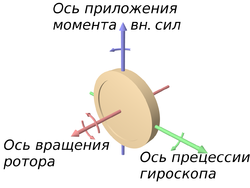 Ось приложения
момента вн. сил
Ось вращения
ротора
Ось прецессии
гироскопа